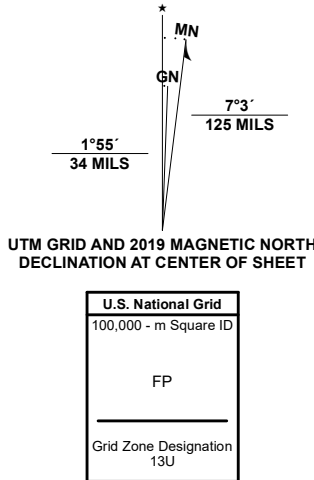 ★
MN
GN
7°3´
125 MILS
1°55´
34 MILS
UTM GRID AND 2019 MAGNETIC NORTH
DECLINATION AT CENTER OF SHEET
U.S. National Grid
100,000 - m Square ID
FP
Grid Zone Designation
13U